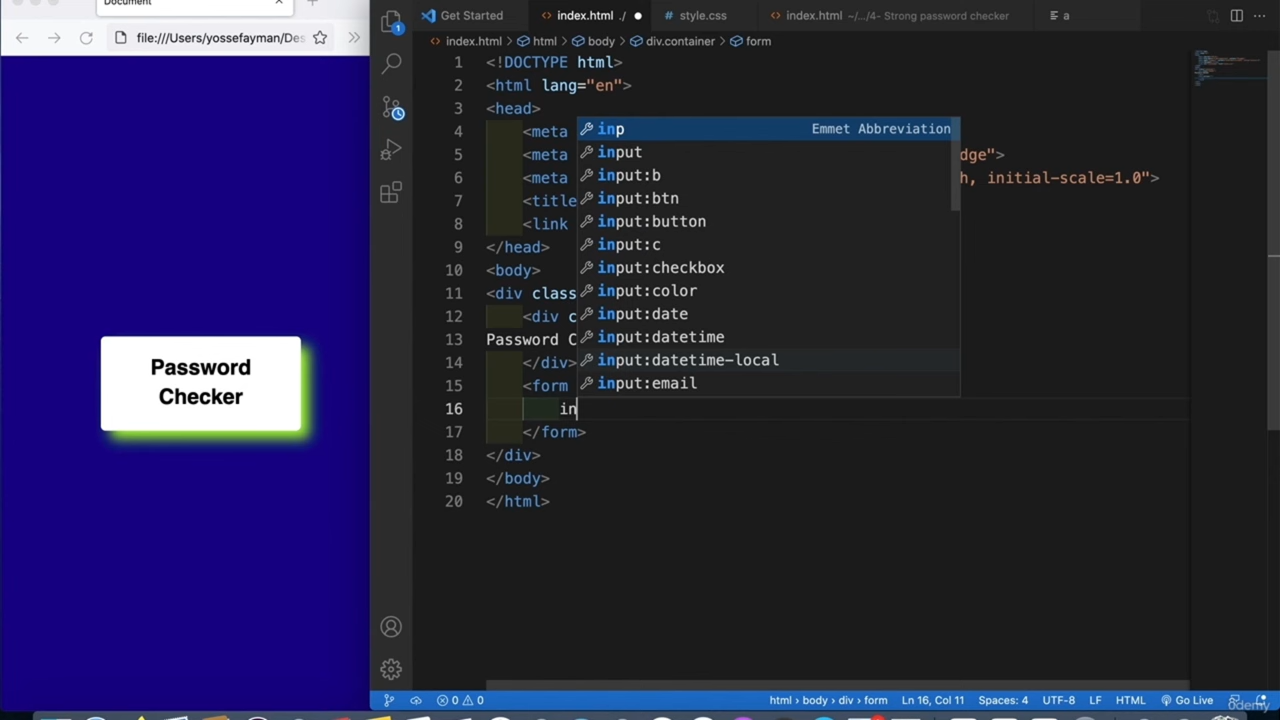 Document
file:///Users/yossefayman/Des
Password
Checker
Get Started
index.html ./
style.css
index.html ~/.../4- Strong password checker
a
index.html > html > body > div.container > form
1 <!DOCTYPE html>
2 <html lang="en">
3 <head>
4 <meta
5 <meta dge">
6 <meta h, initial-scale=1.0">
7 <title
8 <link
9 </head>
10 <body>
11 <div class
12 <div c
13 Password C
14 </div>
15 <form
16 in
17 </form>
18 </div>
19 </body>
20 </html>
inp Emmet Abbreviation
input
input:b
input:btn
input:button
input:c
input:checkbox
input:color
input:date
input:datetime
input:datetime-local
input:email
1
0 0
html › body › div › form
Ln 16, Col 11
Spaces: 4
UTF-8
LF
HTML
Go Live
ûdemy